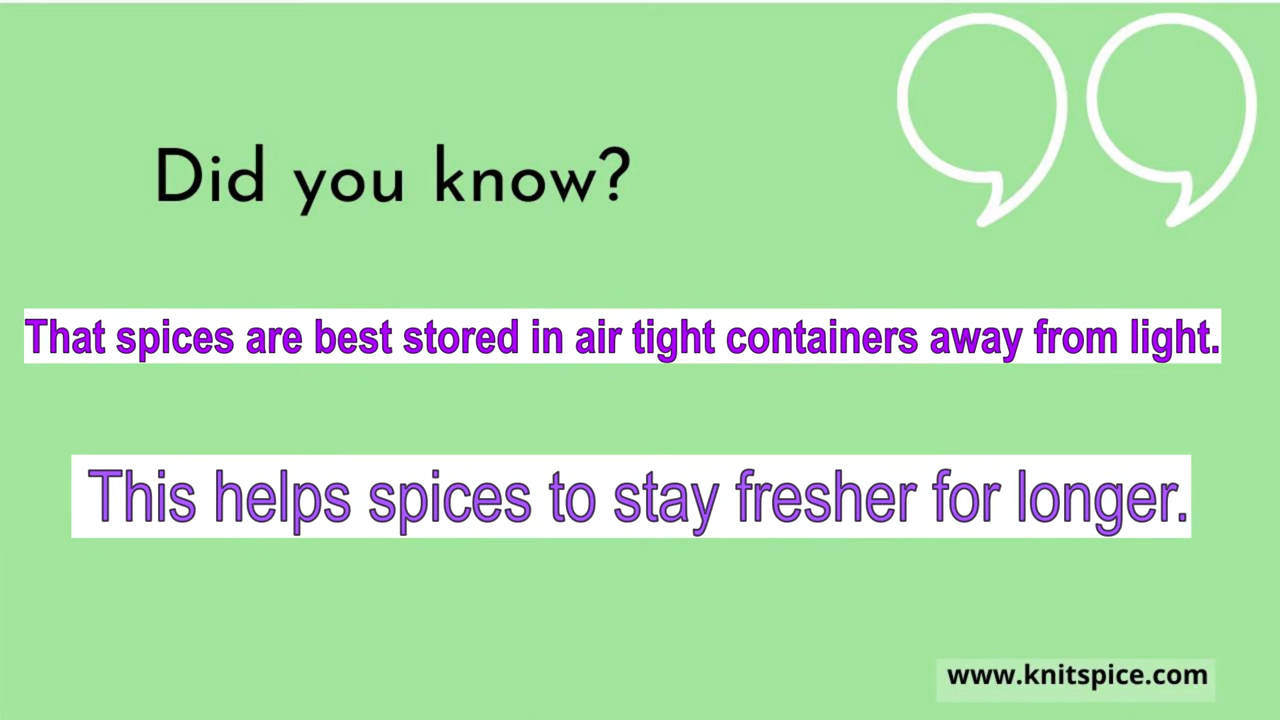 Did you know?
That spices are best stored in air tight containers away from light.
This helps spices to stay fresher for longer.
www.knitspice.com